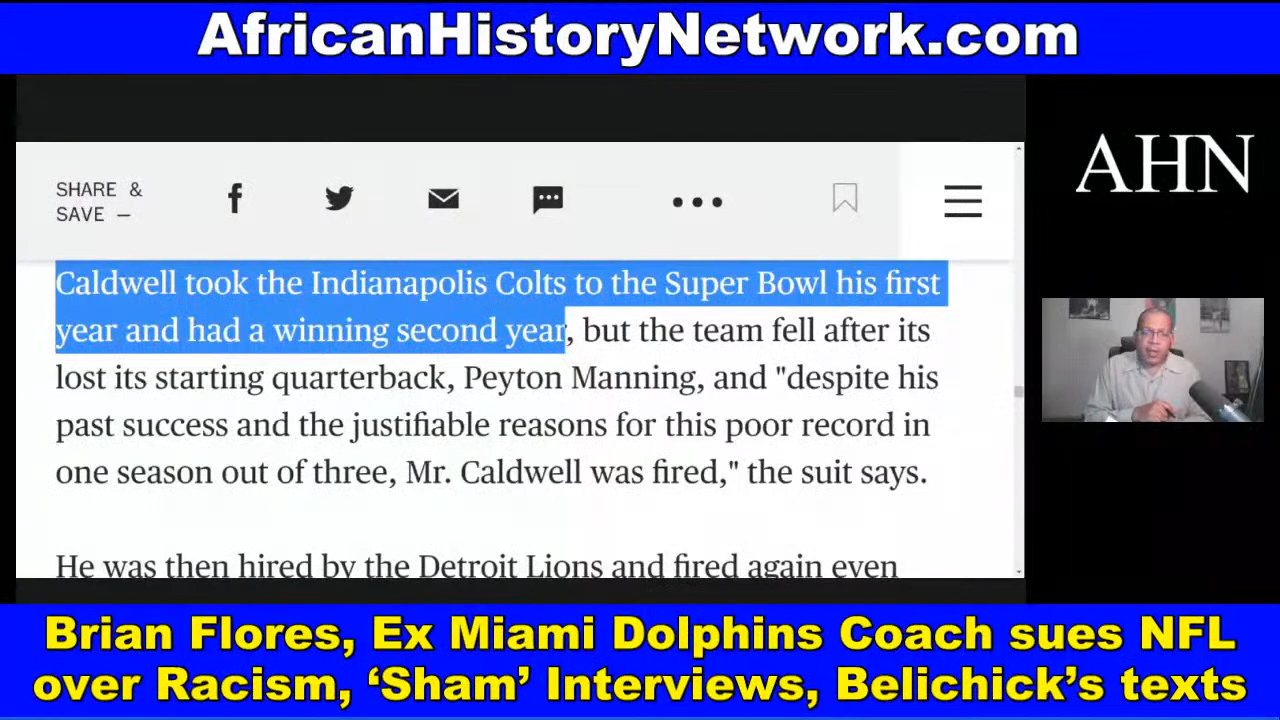 AfricanHistoryNetwork.com
AHN
SHARE &
SAVE —
Caldwell took the Indianapolis Colts to the Super Bowl his first
year and had a winning second year, but the team fell after its
lost its starting quarterback, Peyton Manning, and "despite his
past success and the justifiable reasons for this poor record in
one season out of three, Mr. Caldwell was fired," the suit says.
He was then hired by the Detroit Lions and fired again even
Brian Flores, Ex Miami Dolphins Coach sues NFL
over Racism, ‘Sham’ Interviews, Belichick’s texts